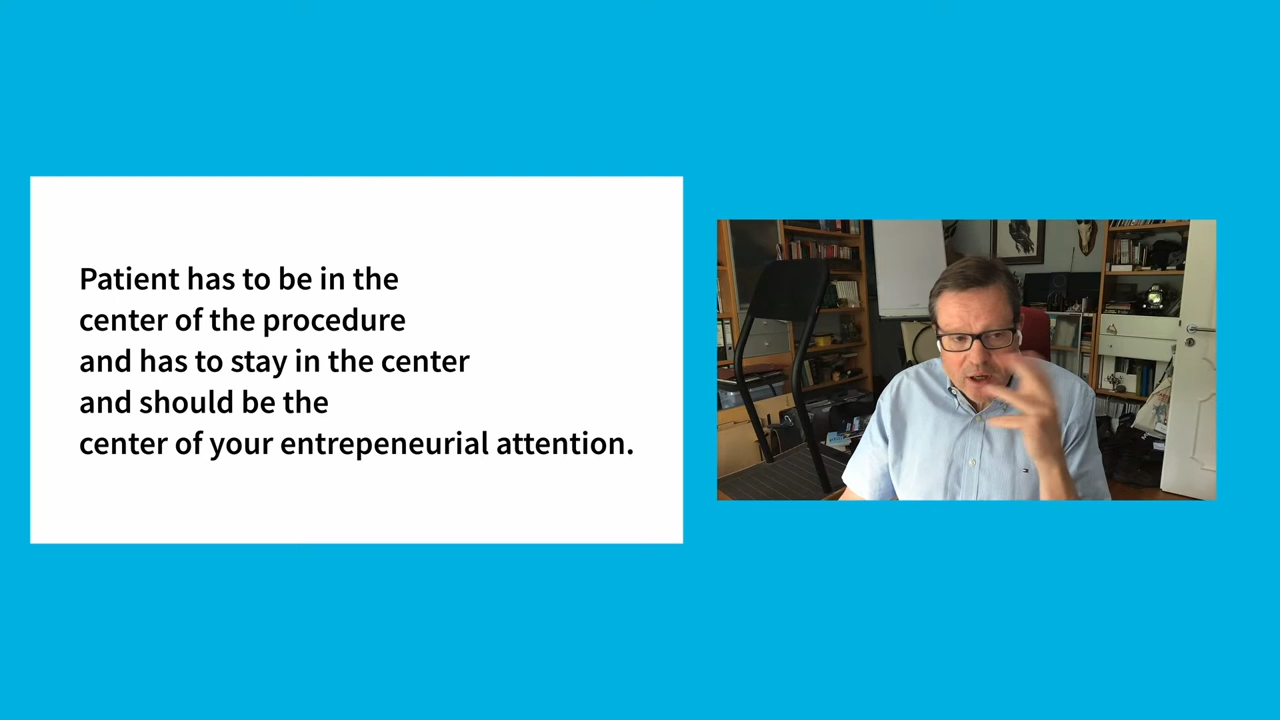 Patient has to be in the
center of the procedure
and has to stay in the center
and should be the
center of your entrepeneurial attention.